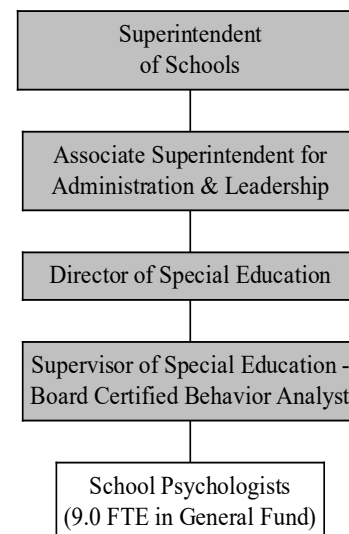 Superintendent
of Schools
Associate Superintendent for
Administration & Leadership
Director of Special Education
Supervisor of Special Education -
Board Certified Behavior Analyst
School Psychologists
(9.0 FTE in General Fund)